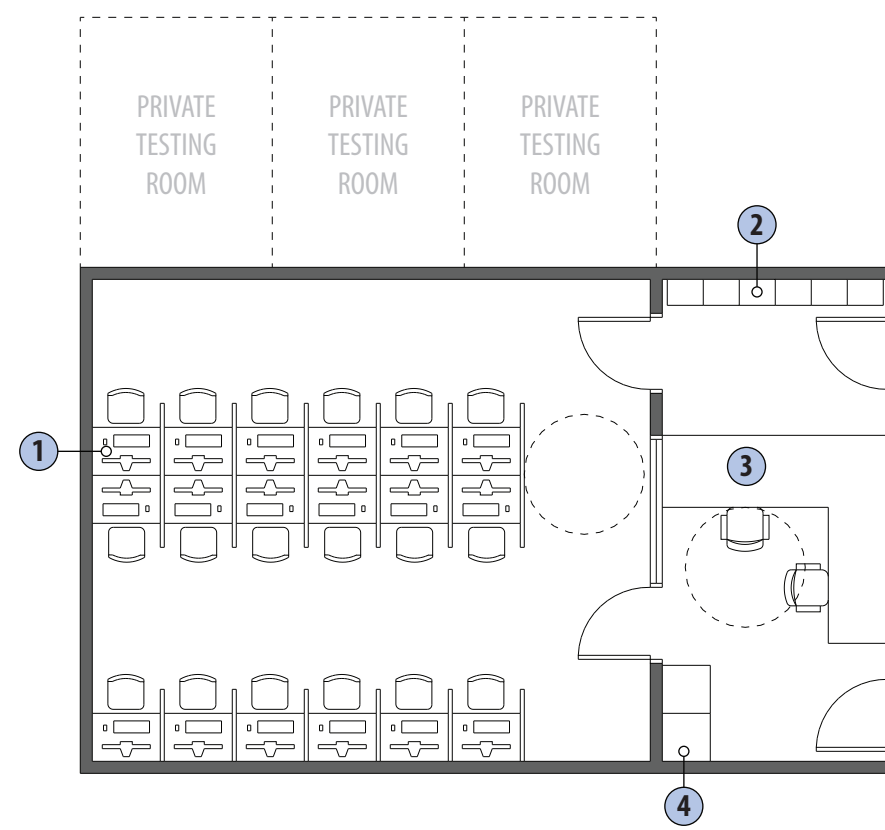 PRIVATE
TESTING
ROOM
PRIVATE
TESTING
ROOM
PRIVATE
TESTING
ROOM
2
1
3
4